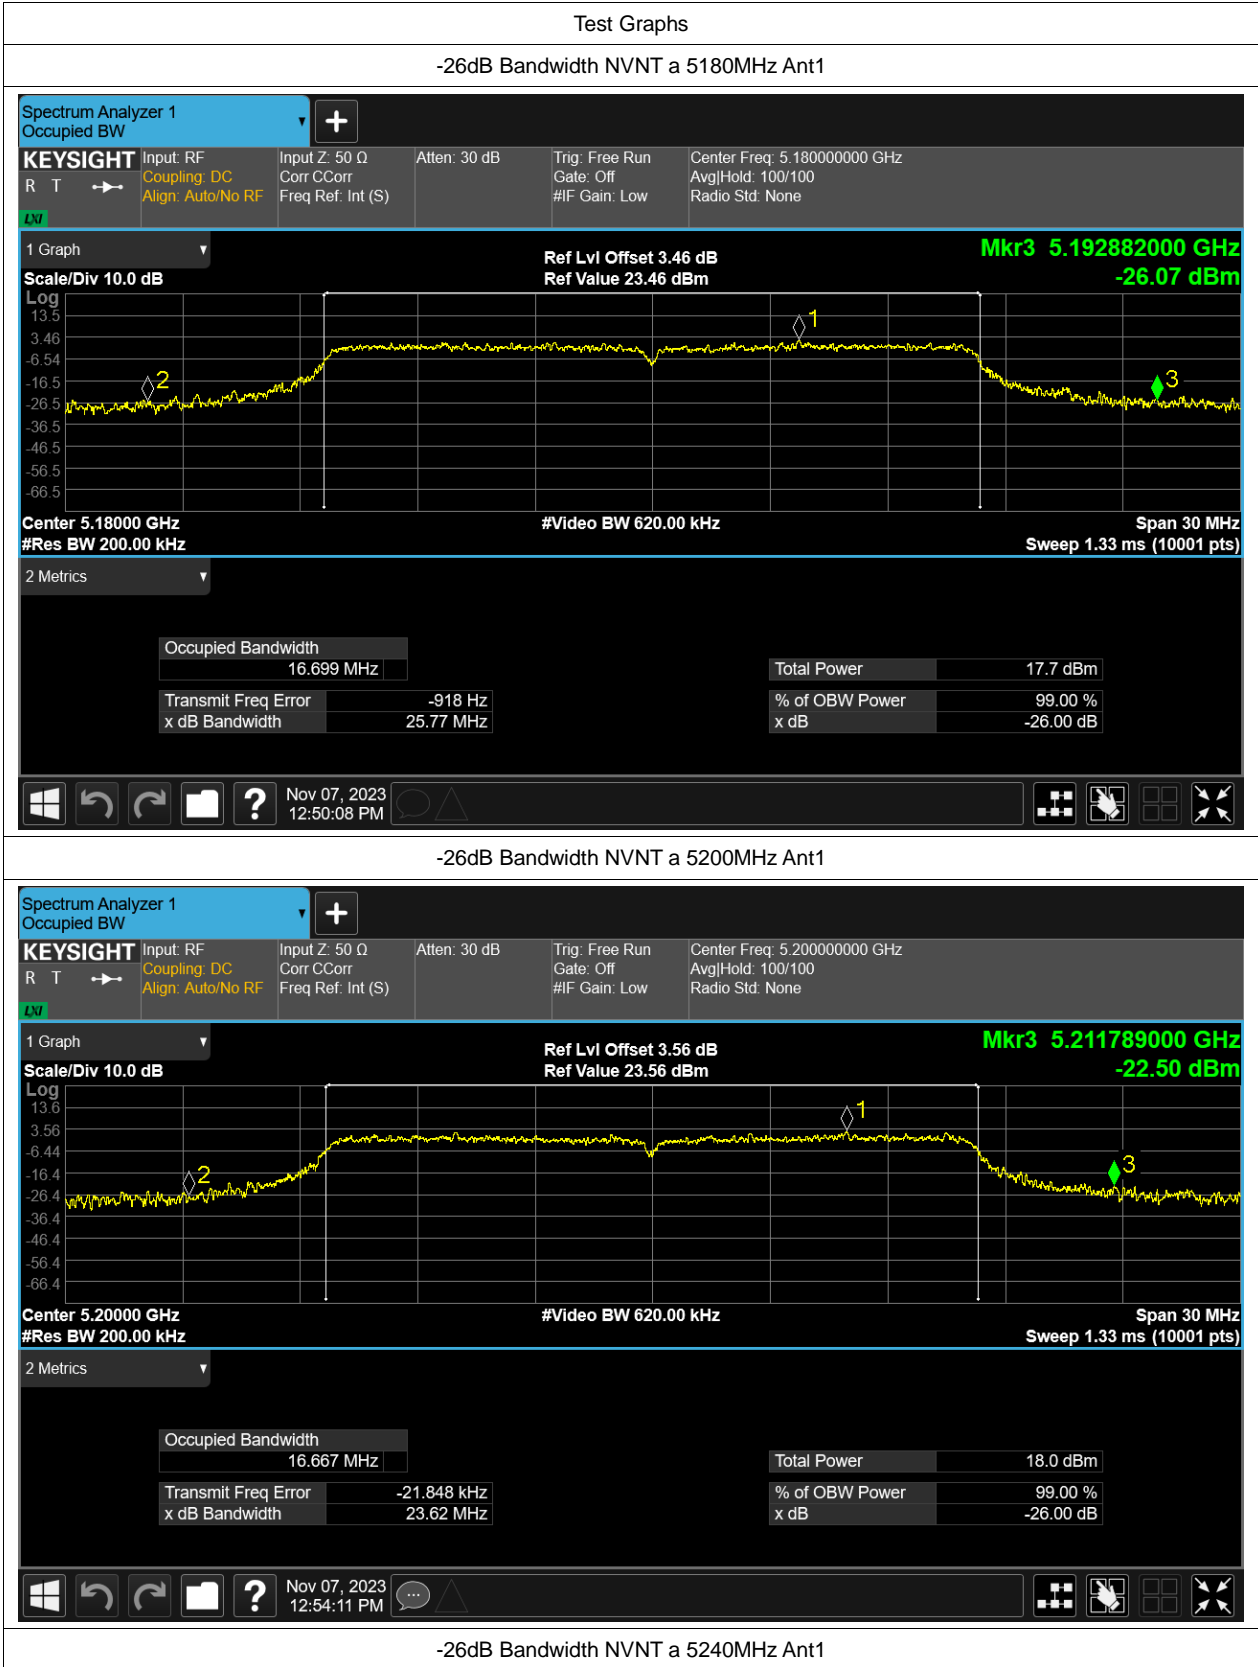 Test Graphs
-26dB Bandwidth NVNT a 5180MHz Ant1
Spectrum Analyzer 1
Occupied BW
KEYSIGHT Input: RF Input Z: 50 Ω Atten: 30 dB Trig: Free Run Center Freq: 5.180000000 GHz
R T Coupling: DC Corr CCorr Gate: Off Avg|Hold: 100/100
Align: Auto/No RF Freq Ref: Int (S) #IF Gain: Low Radio Std: None
LXI
1 Graph Ref Lvl Offset 3.46 dB Mkr3 5.192882000 GHz
Scale/Div 10.0 dB Ref Value 23.46 dBm -26.07 dBm
Log
13.5
3.46
-6.54
-16.5
-26.5
-36.5
-46.5
-56.5
-66.5
1
2
3
Center 5.18000 GHz #Video BW 620.00 kHz Span 30 MHz
#Res BW 200.00 kHz Sweep 1.33 ms (10001 pts)
2 Metrics
Occupied Bandwidth
16.699 MHz Total Power 17.7 dBm
Transmit Freq Error -918 Hz % of OBW Power 99.00 %
x dB Bandwidth 25.77 MHz x dB -26.00 dB
Nov 07, 2023
12:50:08 PM
-26dB Bandwidth NVNT a 5200MHz Ant1
Spectrum Analyzer 1
Occupied BW
KEYSIGHT Input: RF Input Z: 50 Ω Atten: 30 dB Trig: Free Run Center Freq: 5.200000000 GHz
R T Coupling: DC Corr CCorr Gate: Off Avg|Hold: 100/100
Align: Auto/No RF Freq Ref: Int (S) #IF Gain: Low Radio Std: None
LXI
1 Graph Ref Lvl Offset 3.56 dB Mkr3 5.211789000 GHz
Scale/Div 10.0 dB Ref Value 23.56 dBm -22.50 dBm
Log
13.6
3.56
-6.44
-16.4
-26.4
-36.4
-46.4
-56.4
-66.4
1
2
3
Center 5.20000 GHz #Video BW 620.00 kHz Span 30 MHz
#Res BW 200.00 kHz Sweep 1.33 ms (10001 pts)
2 Metrics
Occupied Bandwidth
16.667 MHz Total Power 18.0 dBm
Transmit Freq Error -21.848 kHz % of OBW Power 99.00 %
x dB Bandwidth 23.62 MHz x dB -26.00 dB
Nov 07, 2023
12:54:11 PM
-26dB Bandwidth NVNT a 5240MHz Ant1